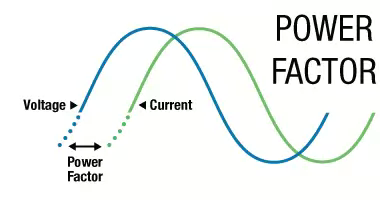 POWER
FACTOR
Voltage
Current
Power
Factor